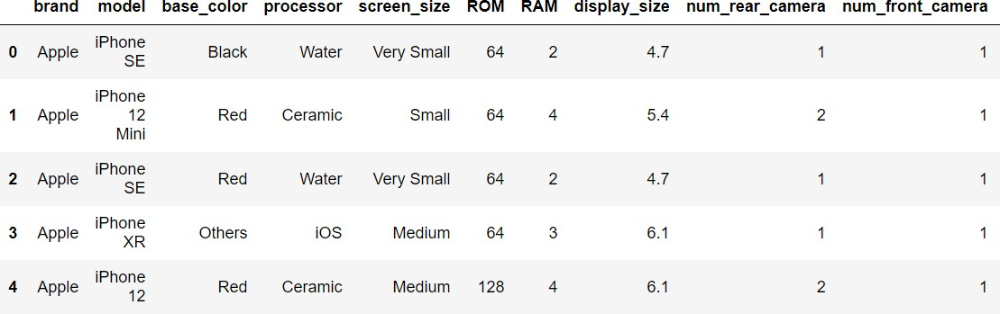 brand model base_color processor screen_size ROM RAM display_size num_rear_camera num_front_camera
0 Apple iPhone SE Black Water Very Small 64 2 4.7 1 1
1 Apple iPhone 12 Mini Red Ceramic Small 64 4 5.4 2 1
2 Apple iPhone SE Red Water Very Small 64 2 4.7 1 1
3 Apple iPhone XR Others iOS Medium 64 3 6.1 1 1
4 Apple iPhone 12 Red Ceramic Medium 128 4 6.1 2 1